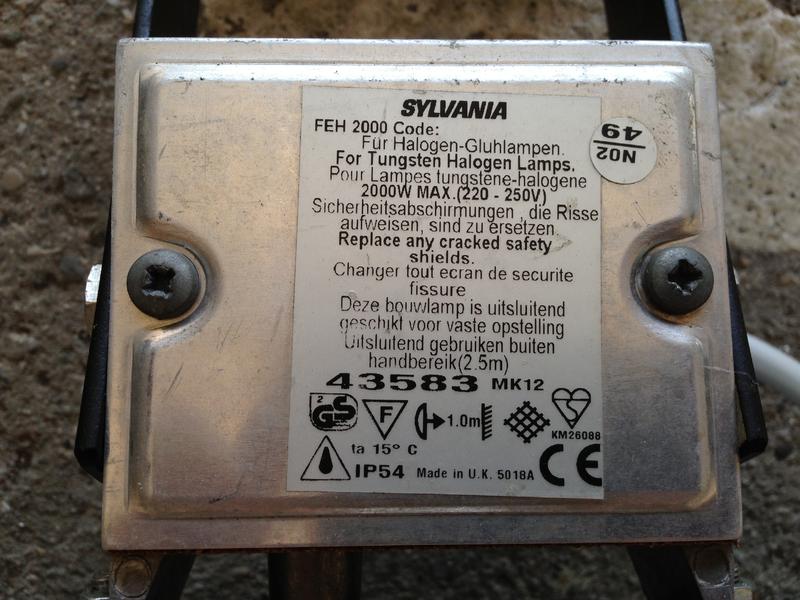 SYLVANIA
FEH 2000 Code:
Für Halogen-Gluhlampen.
For Tungsten Halogen Lamps.
Pour Lampes tungstene-halogene
2000W MAX.(220 - 250V)
Sicherheitsabschirmungen , die Risse
aufweisen, sind zu ersetzen.
Replace any cracked safety
shields.
Changer tout ecran de securite
fissure
Deze bouwlamp is uitsluitend
geschikt voor vaste opstelling
Uitsluitend gebruiken buiten
handbereik(2.5m)
43583 MK12
2 GS F 1.0m S
KM26088
ta 15° C
IP54 Made in U.K. 5018A CE
N02
49